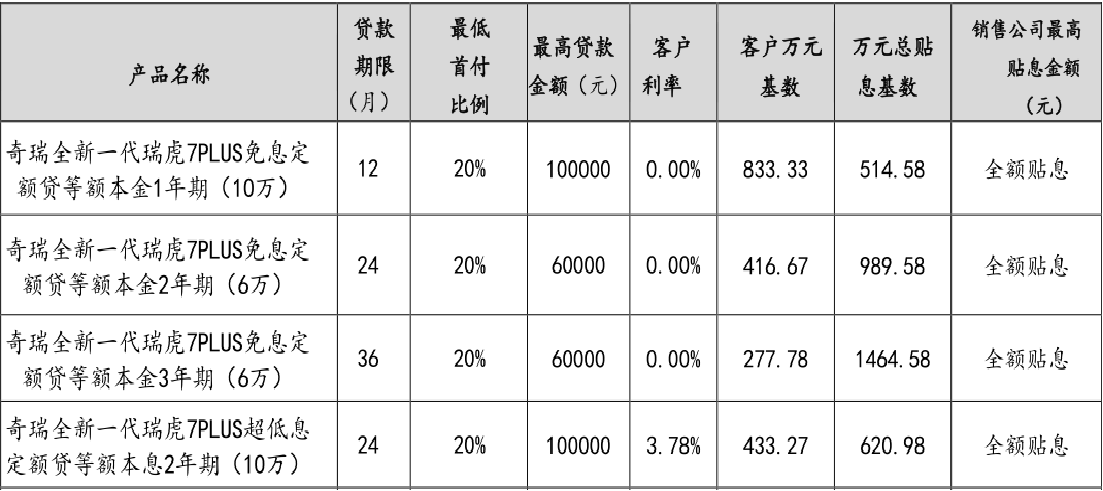 产品名称 贷款期限（月） 最低首付比例 最高贷款金额（元） 客户利率 客户万元基数 万元总贴息基数 销售公司最高贴息金额（元）
奇瑞全新一代瑞虎7PLUS免息定
额贷等额本金1年期（10万） 12 20% 100000 0.00% 833.33 514.58 全额贴息
奇瑞全新一代瑞虎7PLUS免息定
额贷等额本金2年期（6万） 24 20% 60000 0.00% 416.67 989.58 全额贴息
奇瑞全新一代瑞虎7PLUS免息定
额贷等额本金3年期（6万） 36 20% 60000 0.00% 277.78 1464.58 全额贴息
奇瑞全新一代瑞虎7PLUS超低息
定额贷等额本息2年期（10万） 24 20% 100000 3.78% 433.27 620.98 全额贴息